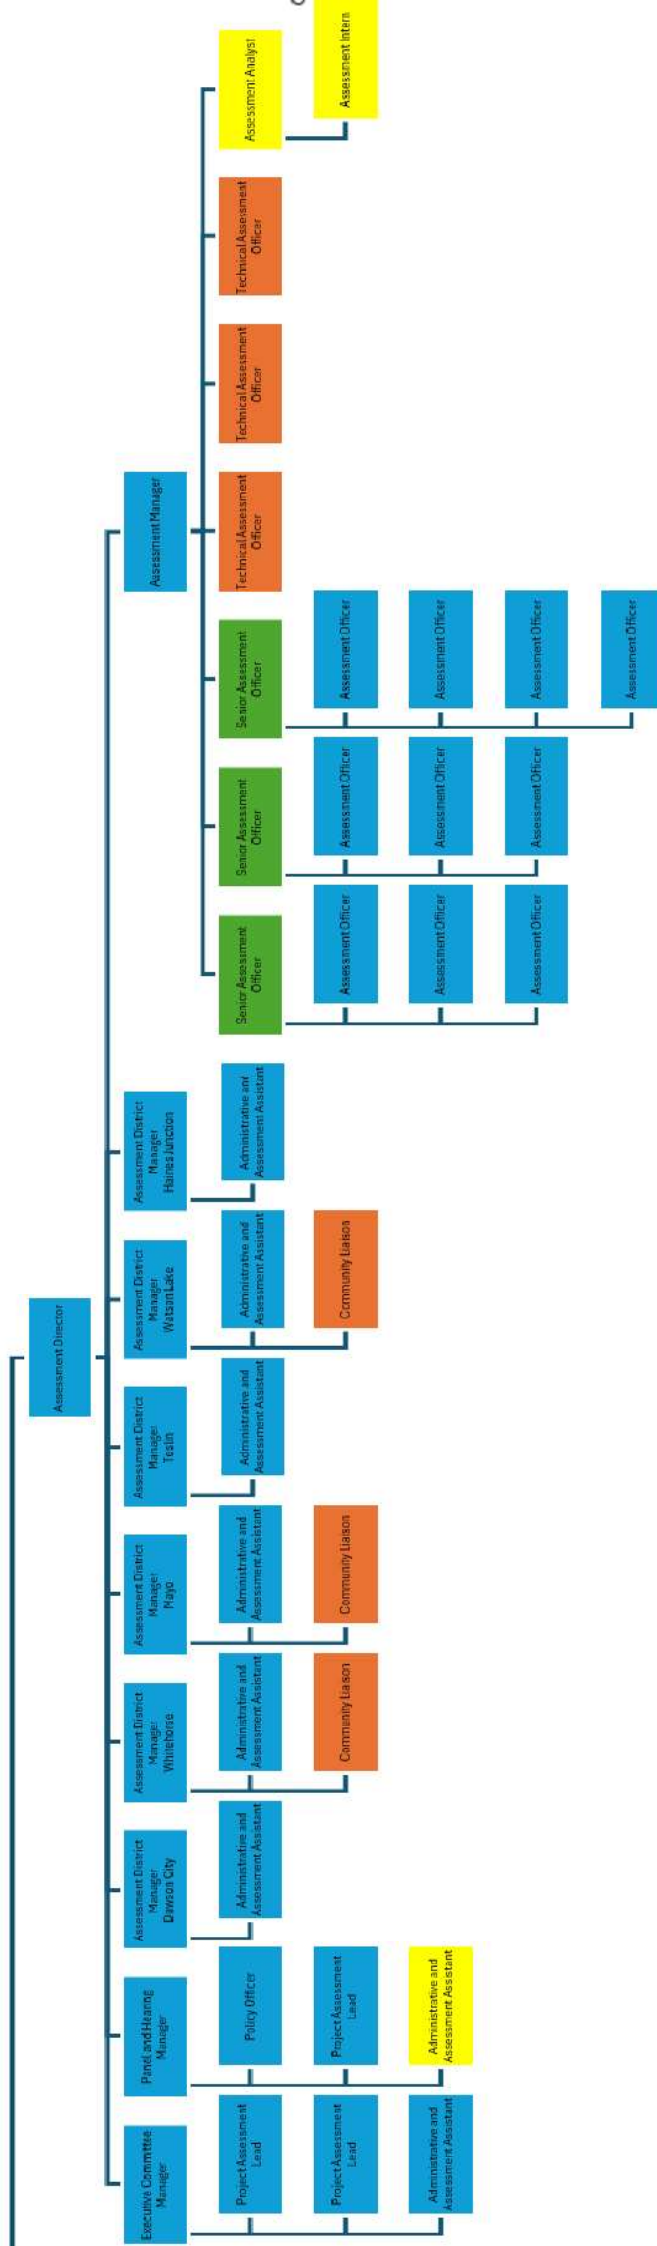 Assessment Director
Executive Committee
Manager
Panel and Hearing
Manager
Assessment District
Manager
Dawson City
Assessment District
Manager
Whitehorse
Assessment District
Manager
Mayo
Assessment District
Manager
Teslin
Assessment District
Manager
Watson Lake
Assessment District
Manager
Haines Junction
Assessment Manager
Project Assessment
Lead
Policy Officer
Administrative and
Assessment Assistant
Administrative and
Assessment Assistant
Administrative and
Assessment Assistant
Administrative and
Assessment Assistant
Administrative and
Assessment Assistant
Administrative and
Assessment Assistant
Senior Assessment
Officer
Senior Assessment
Officer
Senior Assessment
Officer
Technical Assessment
Officer
Technical Assessment
Officer
Technical Assessment
Officer
Assessment Analyst
Project Assessment
Lead
Project Assessment
Lead
Community Liaison
Community Liaison
Community Liaison
Assessment Officer
Assessment Officer
Assessment Officer
Assessment Intern
Administrative and
Assessment Assistant
Administrative and
Assessment Assistant
Assessment Officer
Assessment Officer
Assessment Officer
Assessment Officer
Assessment Officer
Assessment Officer
Assessment Officer